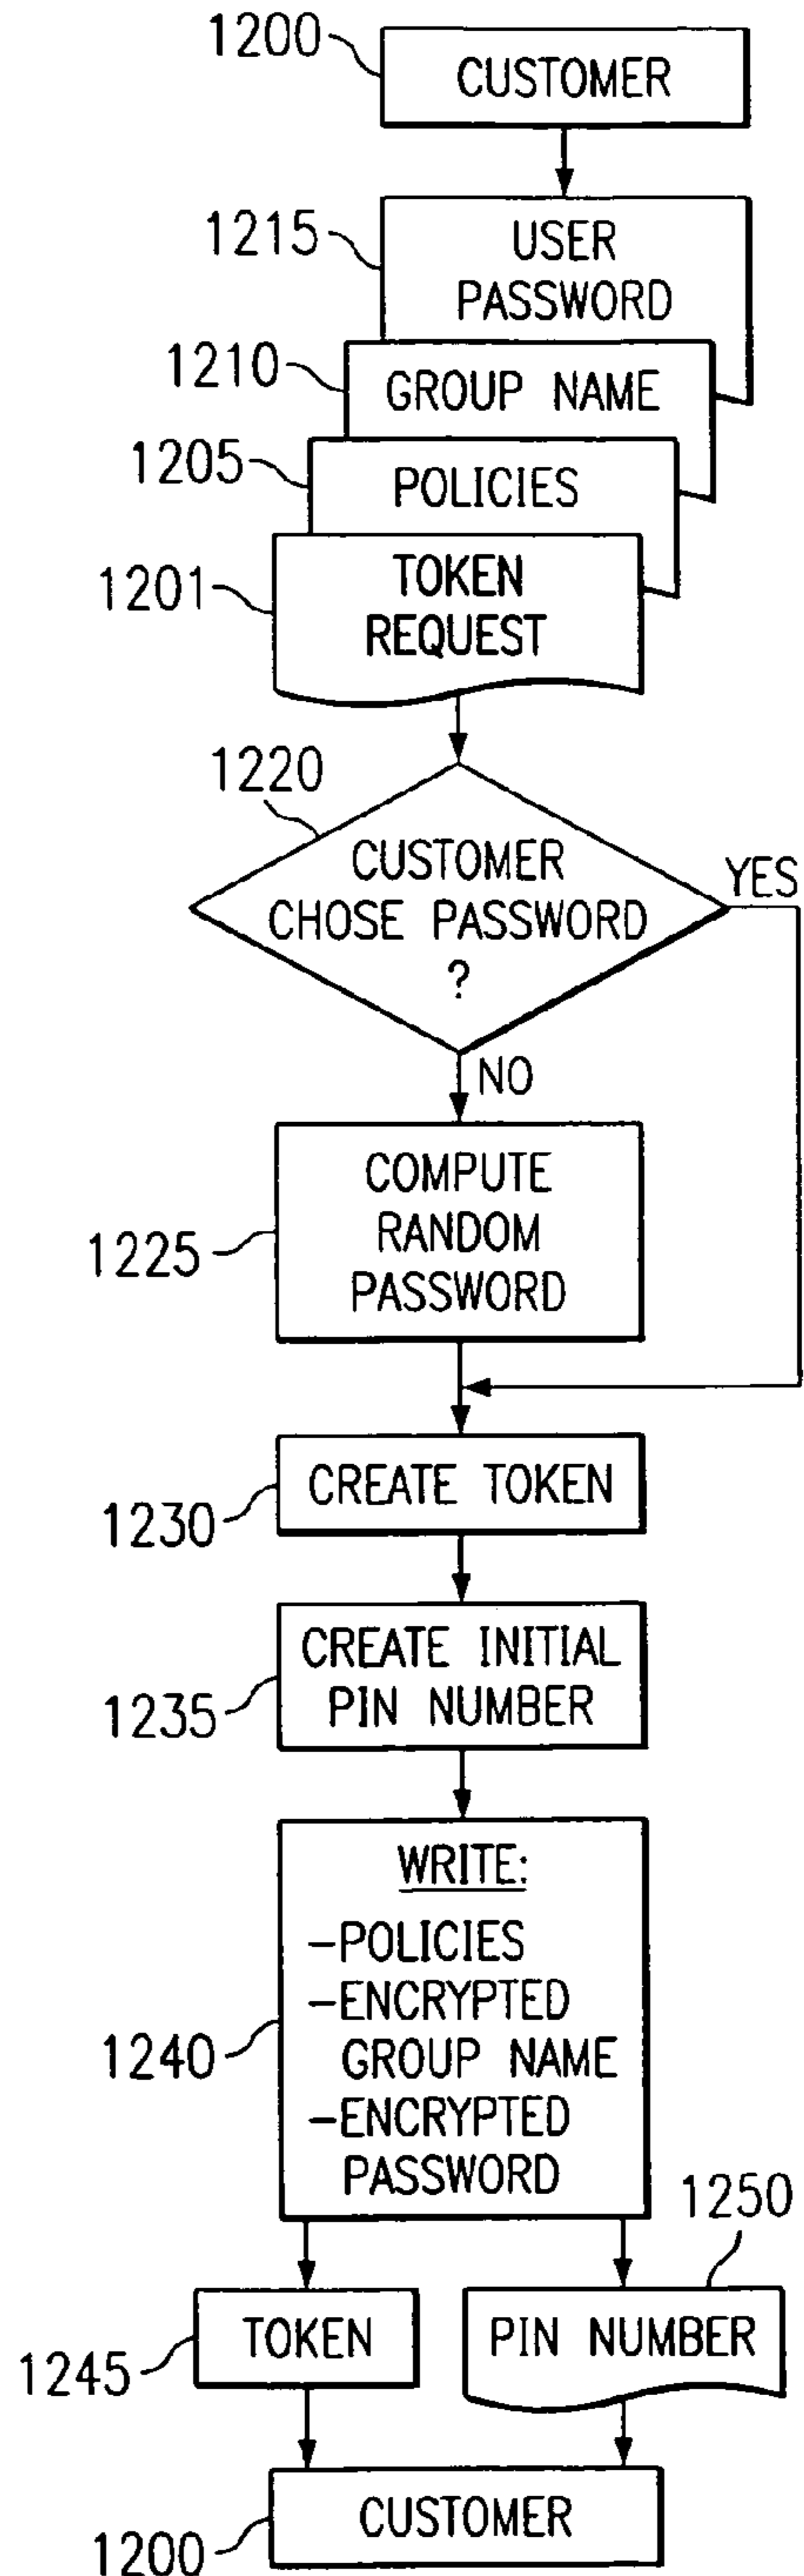 1200
CUSTOMER
1215
USER
PASSWORD
1210
GROUP NAME
1205
POLICIES
1201
TOKEN
REQUEST
1220
CUSTOMER
CHOSE PASSWORD
?
YES
NO
1225
COMPUTE
RANDOM
PASSWORD
1230
CREATE TOKEN
1235
CREATE INITIAL
PIN NUMBER
1240
WRITE:
-POLICIES
-ENCRYPTED
GROUP NAME
-ENCRYPTED
PASSWORD
1250
1245
TOKEN
PIN NUMBER
1200
CUSTOMER